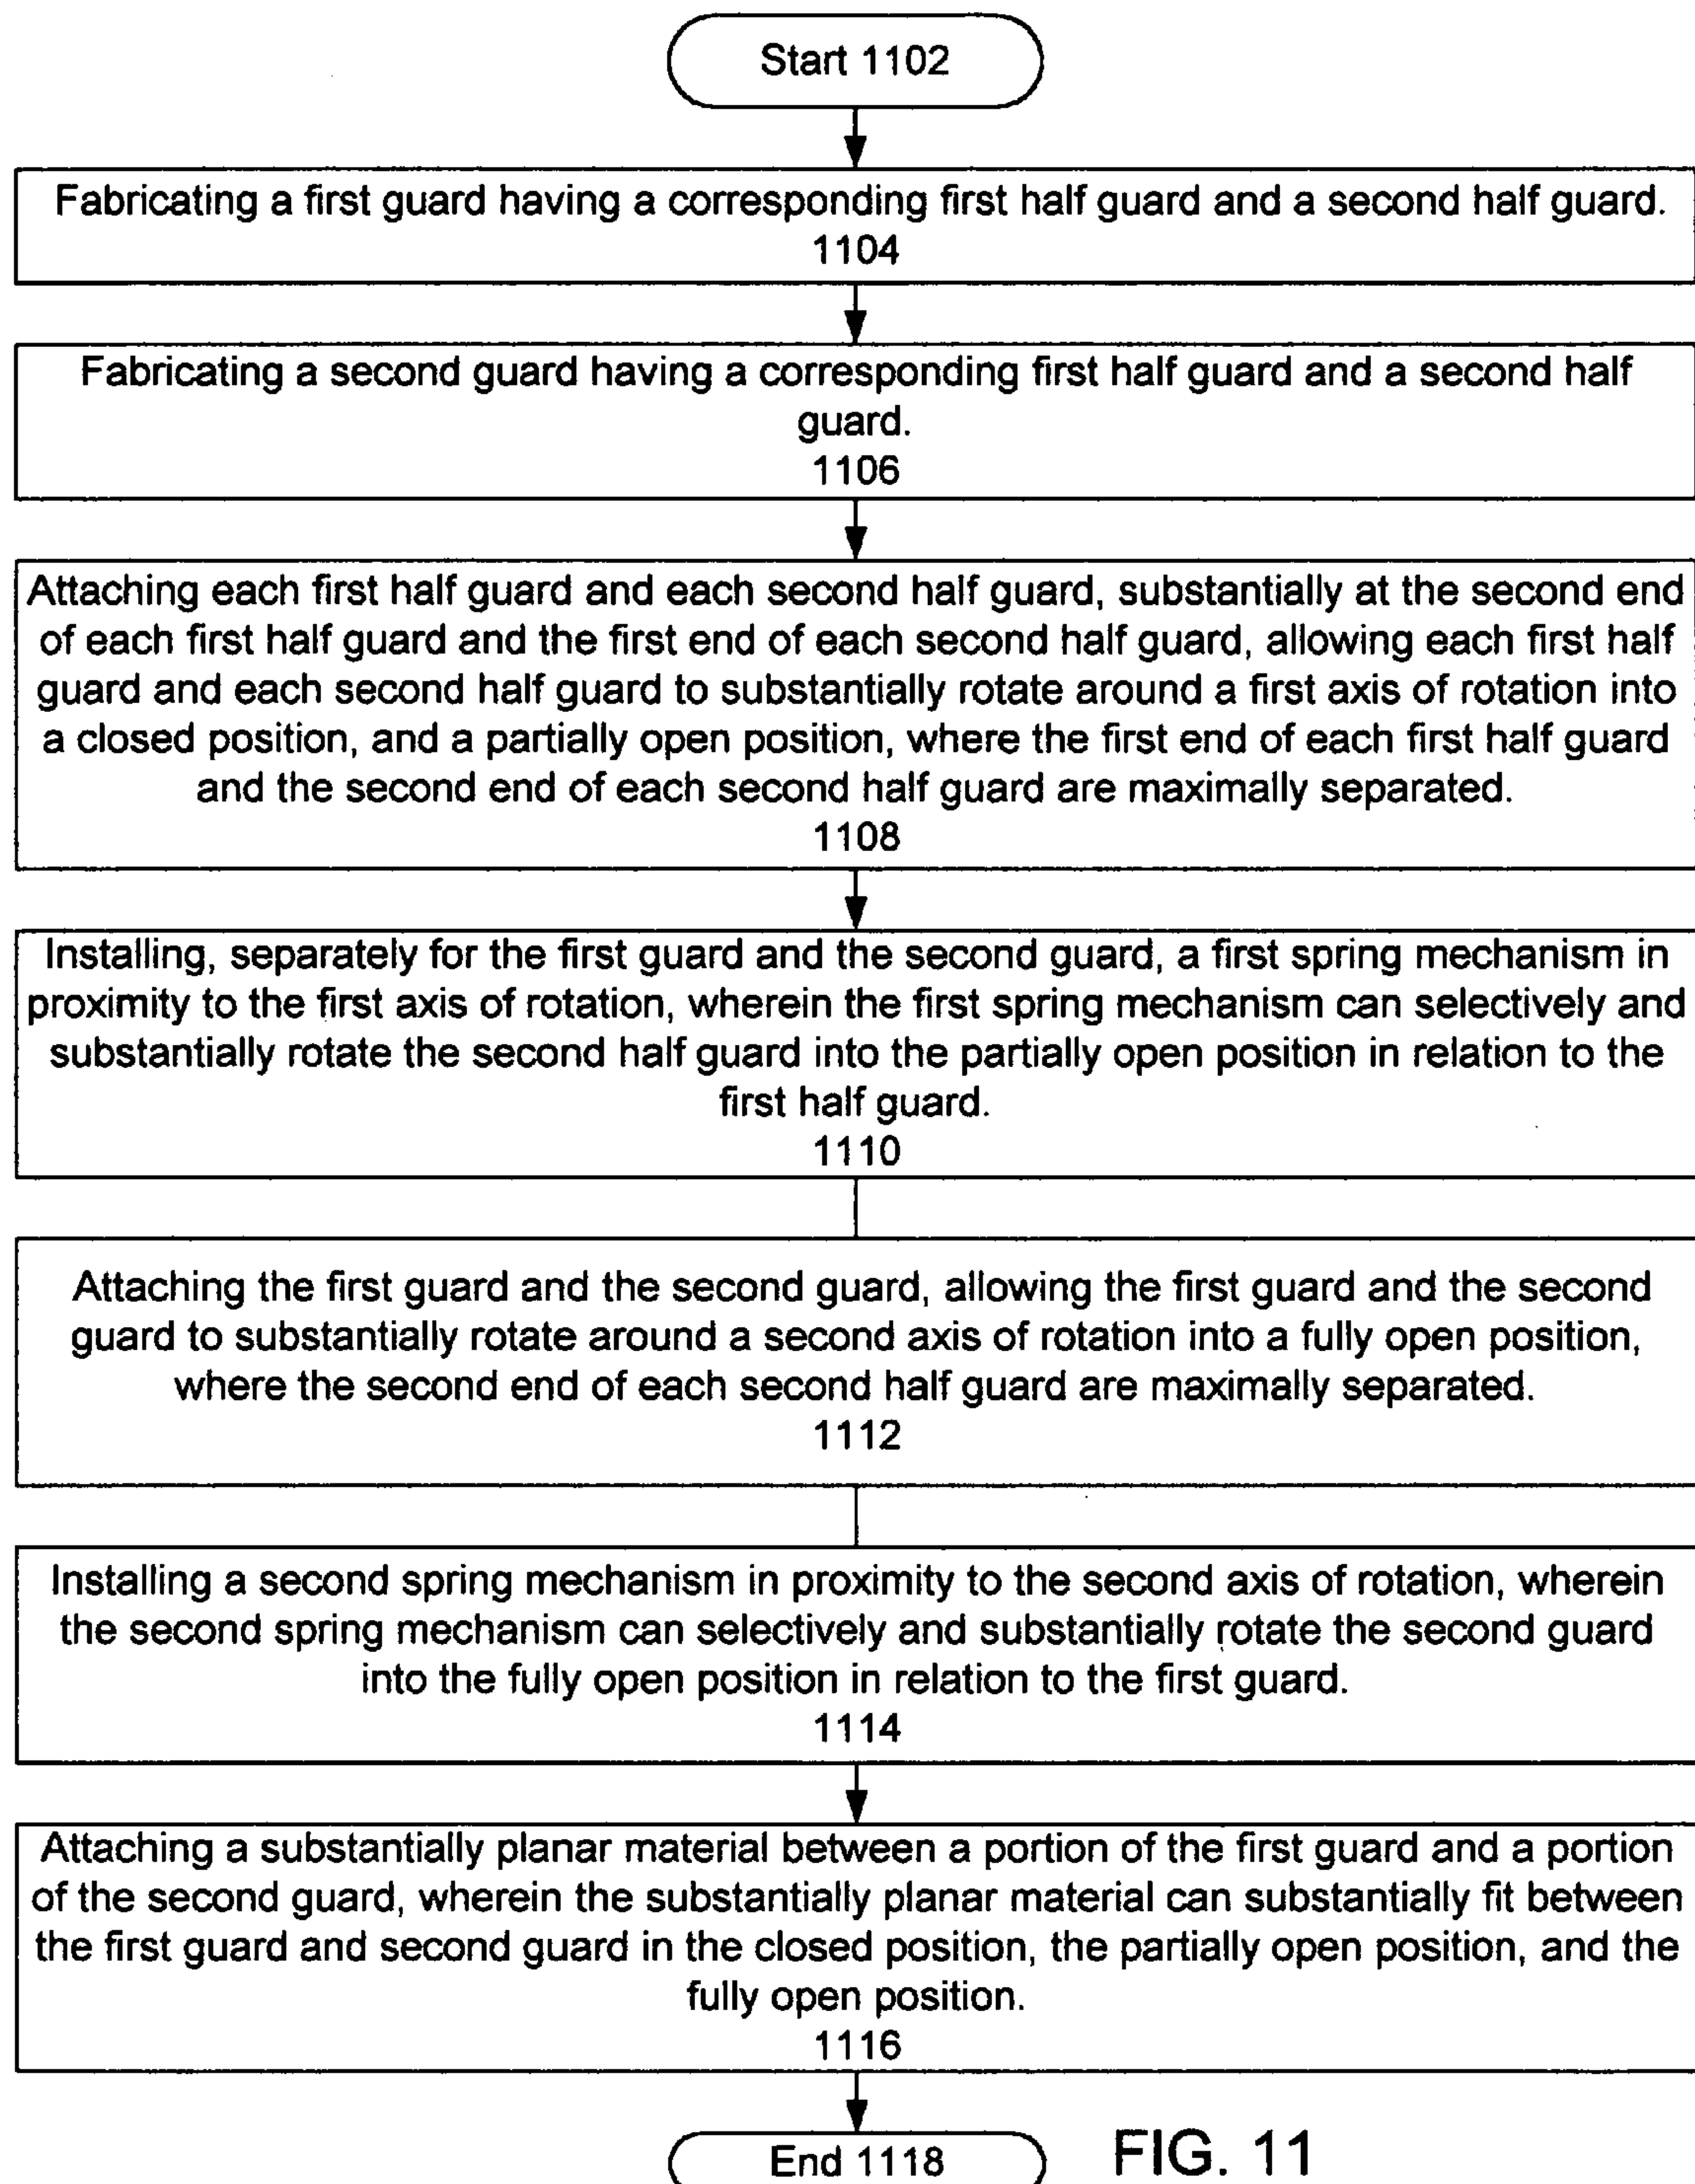 Start 1102
Fabricating a first guard having a corresponding first half guard and a second half guard.
1104
Fabricating a second guard having a corresponding first half guard and a second half
guard.
1106
Attaching each first half guard and each second half guard, substantially at the second end
of each first half guard and the first end of each second half guard, allowing each first half
guard and each second half guard to substantially rotate around a first axis of rotation into
a closed position, and a partially open position, where the first end of each first half guard
and the second end of each second half guard are maximally separated.
1108
Installing, separately for the first guard and the second guard, a first spring mechanism in
proximity to the first axis of rotation, wherein the first spring mechanism can selectively and
substantially rotate the second half guard into the partially open position in relation to the
first half guard.
1110
Attaching the first guard and the second guard, allowing the first guard and the second
guard to substantially rotate around a second axis of rotation into a fully open position,
where the second end of each second half guard are maximally separated.
1112
Installing a second spring mechanism in proximity to the second axis of rotation, wherein
the second spring mechanism can selectively and substantially rotate the second guard
into the fully open position in relation to the first guard.
1114
Attaching a substantially planar material between a portion of the first guard and a portion
of the second guard, wherein the substantially planar material can substantially fit between
the first guard and second guard in the closed position, the partially open position, and the
fully open position.
1116
End 1118
FIG. 11